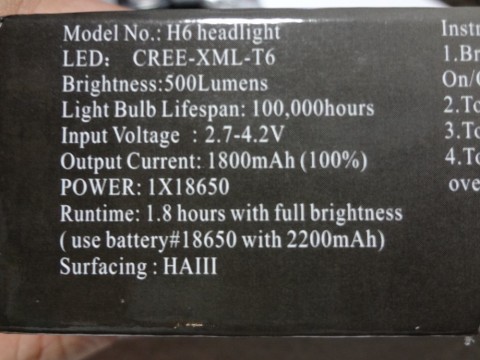 Model No.: H6 headlight
LED: CREE-XML-T6
Brightness:500Lumens
Light Bulb Lifespan: 100,000hours
Input Voltage : 2.7-4.2V
Output Current: 1800mAh (100%)
POWER: 1X18650
Runtime: 1.8 hours with full brightness
( use battery#18650 with 2200mAh)
Surfacing : HAIII
Instr
1.Br
On/
2.To
3.To
4.To
over